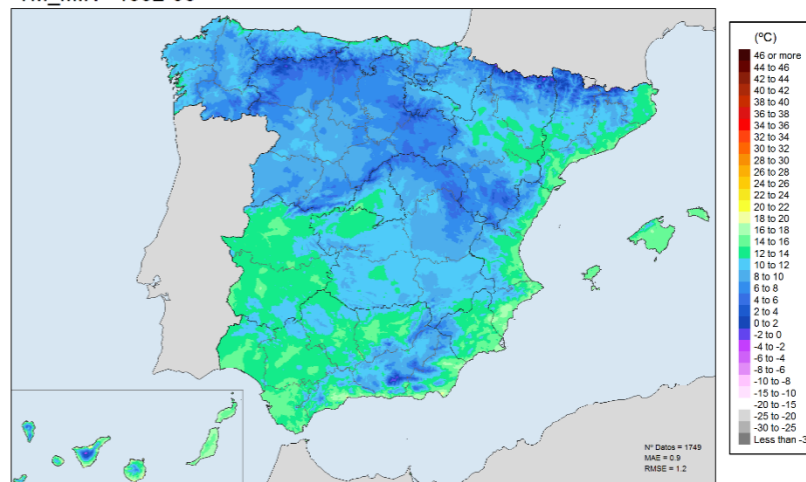 (ºC)
46 or more
44 to 46
42 to 44
40 to 42
38 to 40
36 to 38
34 to 36
32 to 34
30 to 32
28 to 30
26 to 28
24 to 26
22 to 24
20 to 22
18 to 20
16 to 18
14 to 16
12 to 14
10 to 12
8 to 10
6 to 8
4 to 6
2 to 4
0 to 2
-2 to 0
-4 to -2
-6 to -4
-8 to -6
-10 to -8
-15 to -10
-20 to -15
-25 to -20
-30 to -25
Less than -3
Nº Datos = 1749
MAE = 0.9
RMSE = 1.2